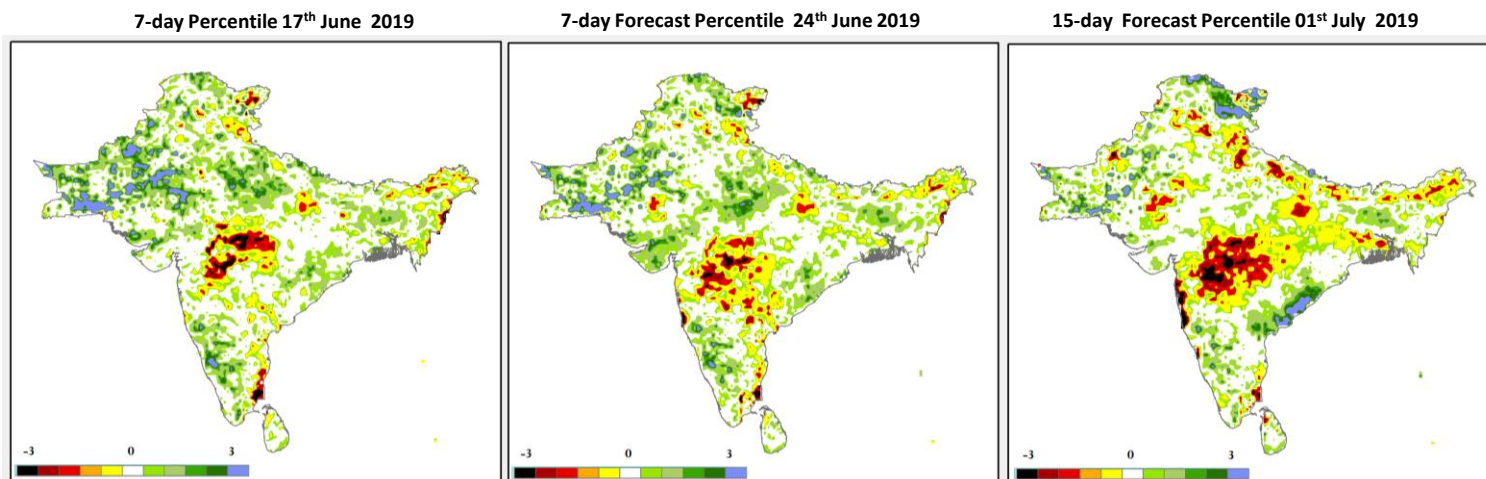 7-day Percentile 17th June 2019
7-day Forecast Percentile 24th June 2019
15-day Forecast Percentile 01st July 2019
-3 0 3
-3 0 3
-3 0 3